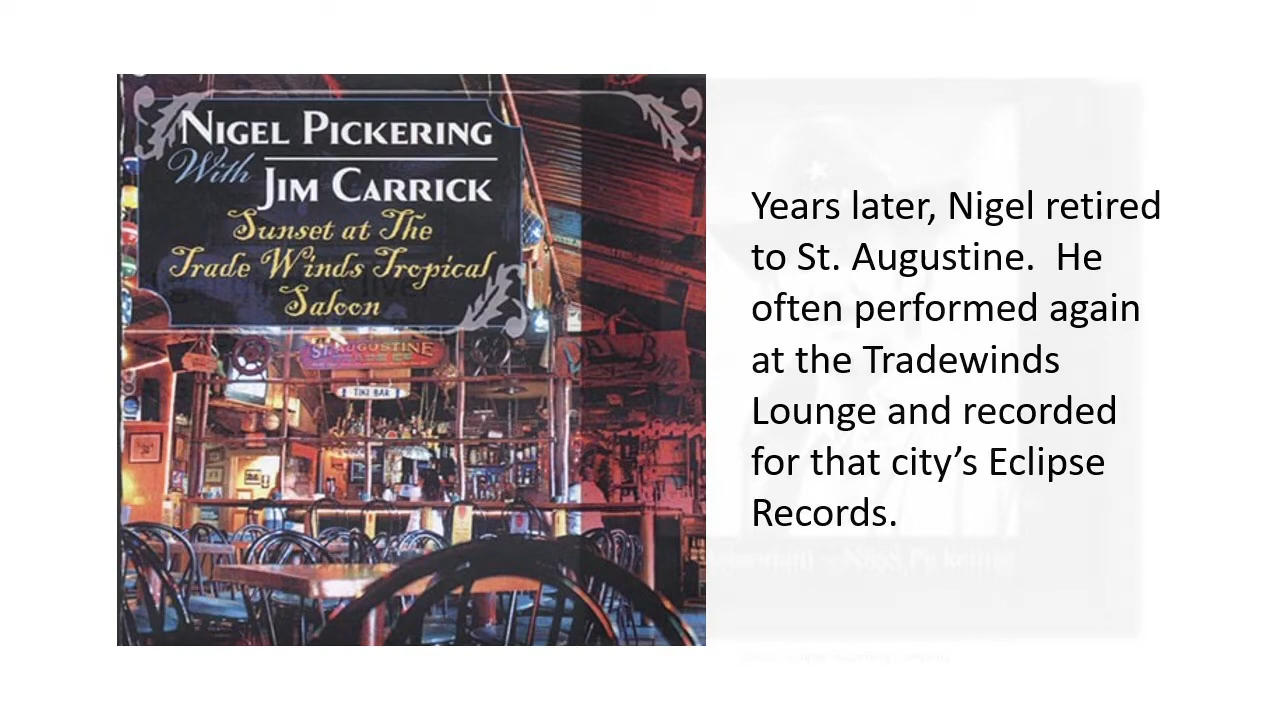 NIGEL PICKERING
With
JIM CARRICK
Sunset at The
Trade Winds Tropical
Saloon
ST. AUGUSTINE
TIKI BAR
Years later, Nigel retired
to St. Augustine.  He
often performed again
at the Tradewinds
Lounge and recorded
for that city’s Eclipse
Records.